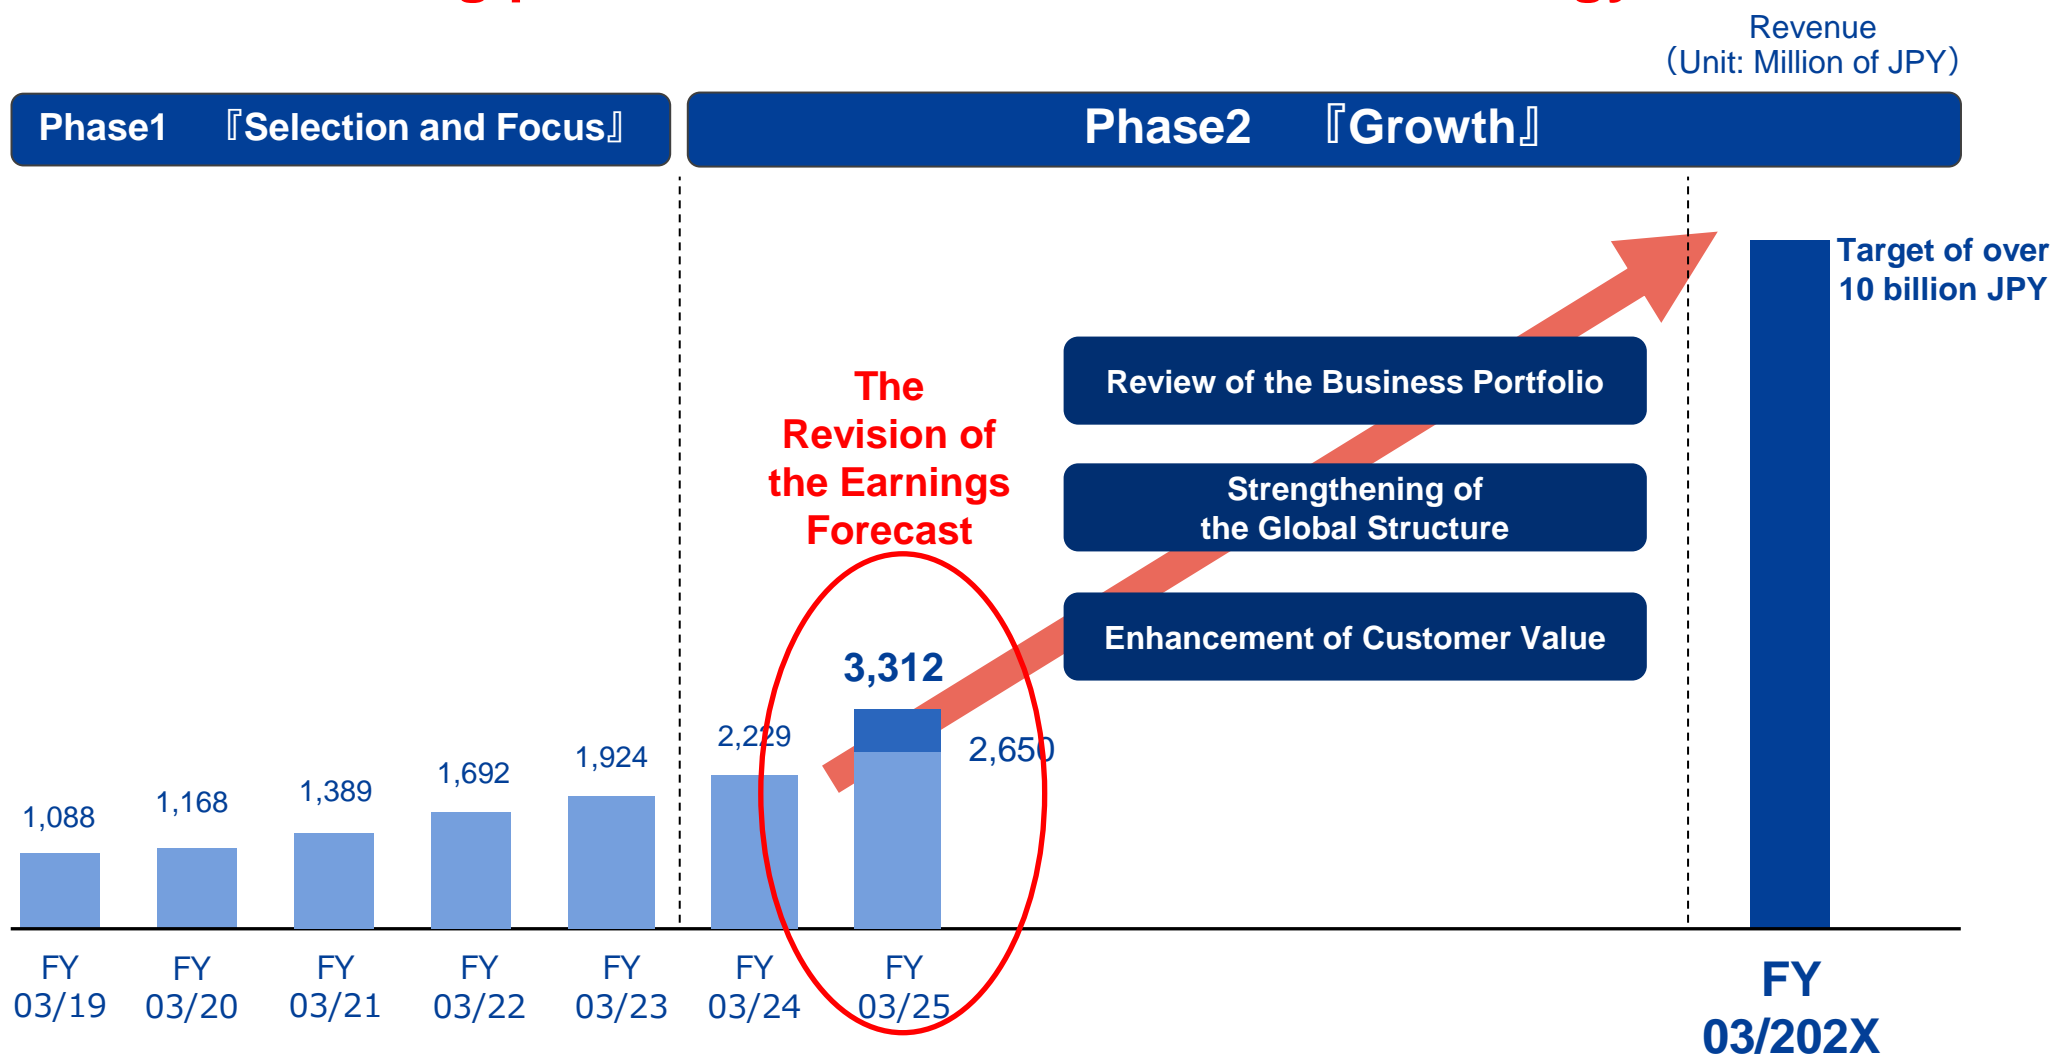 Revenue
（Unit: Million of JPY）
Phase1 『Selection and Focus』
Phase2 『Growth』
Target of over
10 billion JPY
Review of the Business Portfolio
The
Revision of
the Earnings
Forecast
Strengthening of
the Global Structure
Enhancement of Customer Value
3,312
2,650
2,229
1,924
1,692
1,389
1,168
1,088
FY
03/19
FY
03/20
FY
03/21
FY
03/22
FY
03/23
FY
03/24
FY
03/25
FY
03/202X